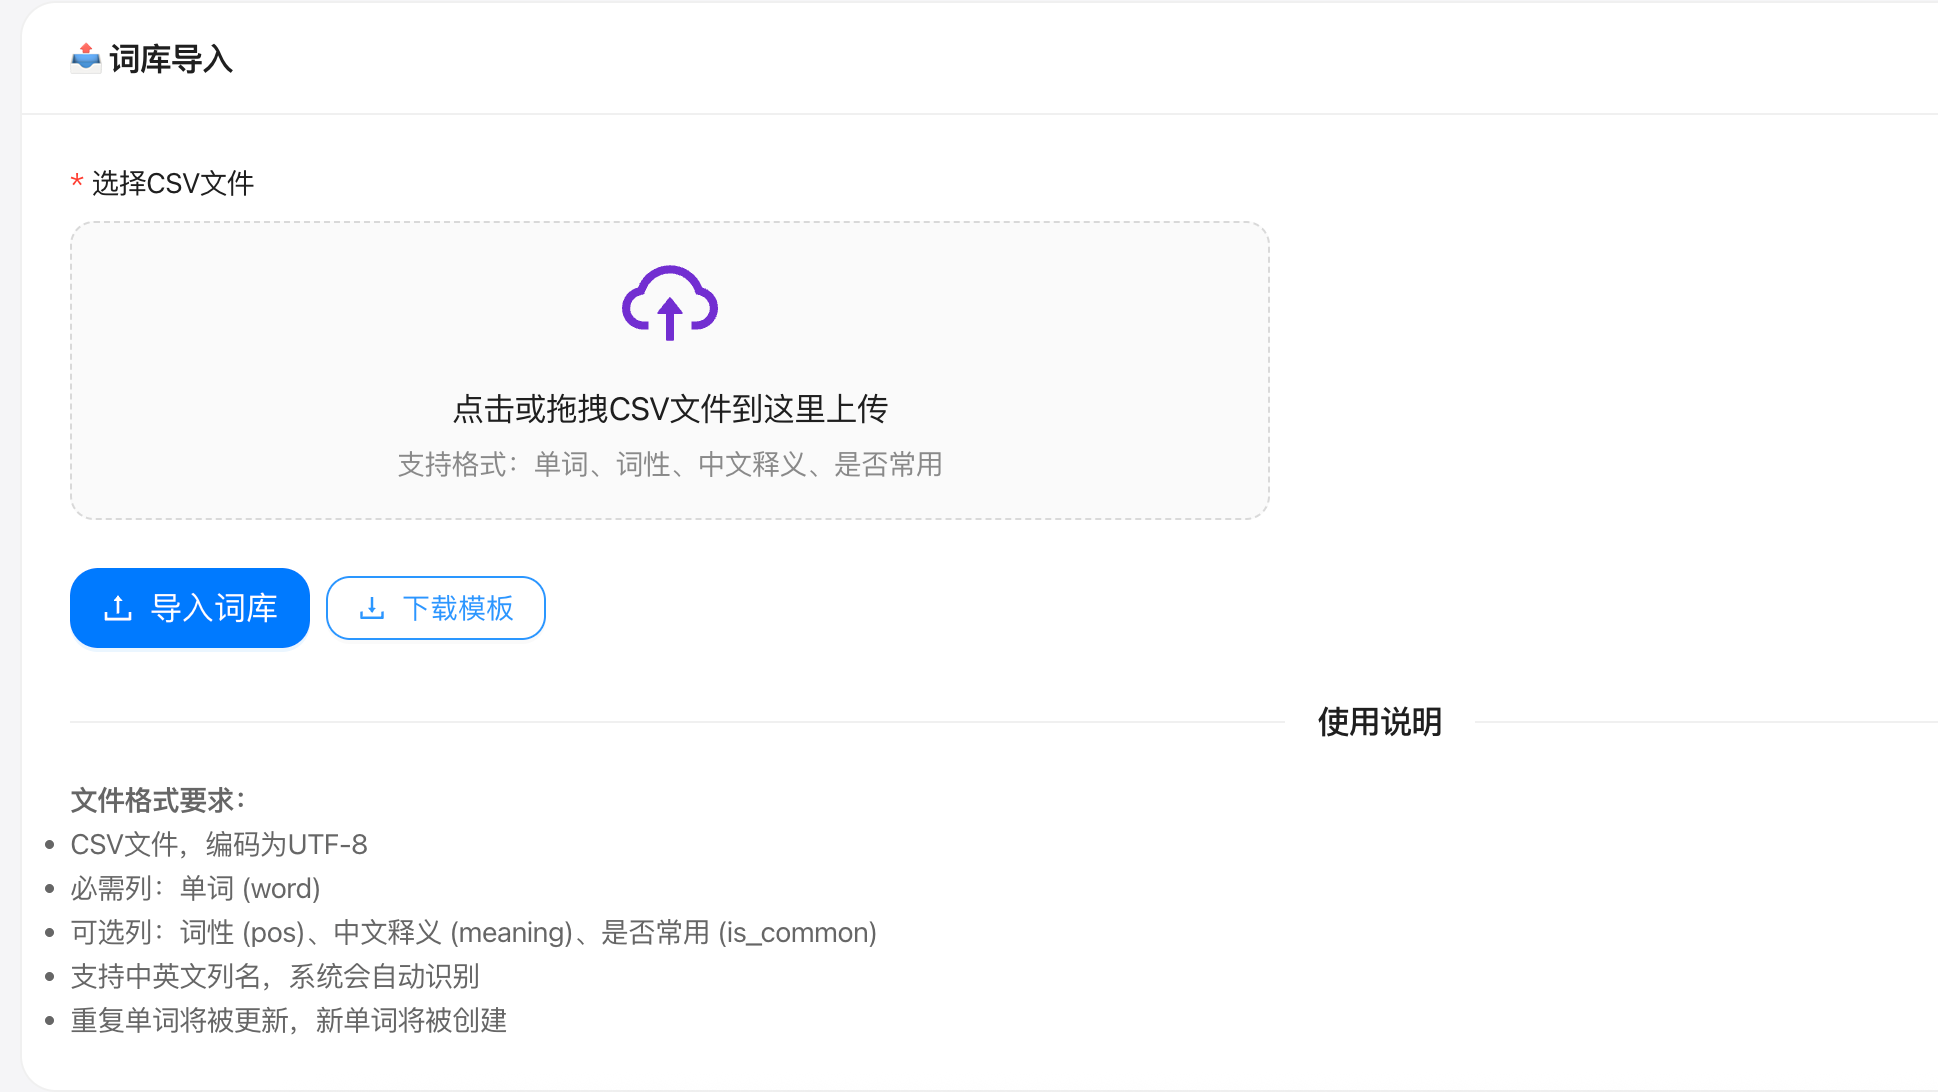 词库导入
* 选择CSV文件
点击或拖拽CSV文件到这里上传
支持格式：单词、词性、中文释义、是否常用
导入词库
下载模板
使用说明
文件格式要求：
• CSV文件，编码为UTF-8
• 必需列：单词 (word)
• 可选列：词性 (pos)、中文释义 (meaning)、是否常用 (is_common)
• 支持中英文列名，系统会自动识别
• 重复单词将被更新，新单词将被创建